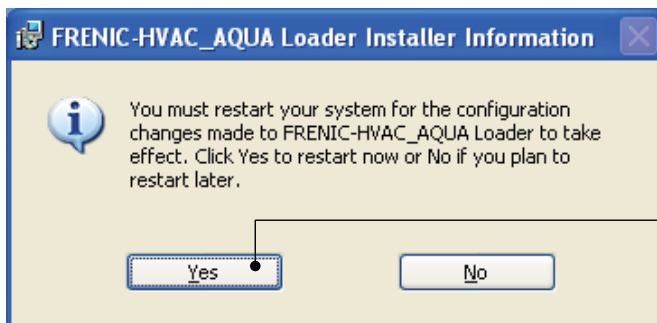 FRENIC-HVAC_AQUA Loader Installer Information
You must restart your system for the configuration
changes made to FRENIC-HVAC_AQUA Loader to take
effect. Click Yes to restart now or No if you plan to
restart later.
Yes
No